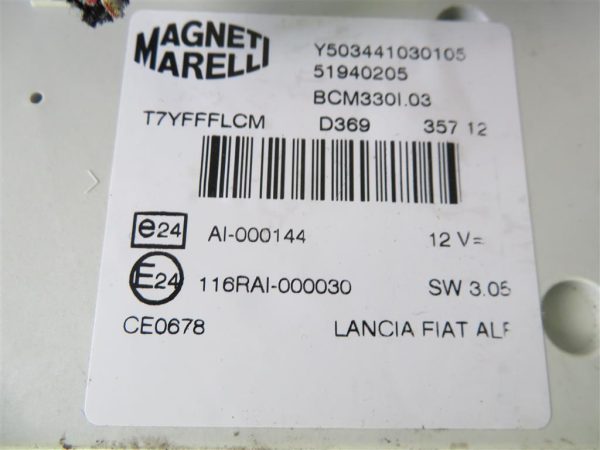 MAGNETI
MARELLI
Y503441030105
51940205
BCM330I.03
T7YFFFLCM D369 357 12
e24 AI-000144 12 V=
E24 116RAI-000030 SW 3.05
CE0678 LANCIA FIAT ALF